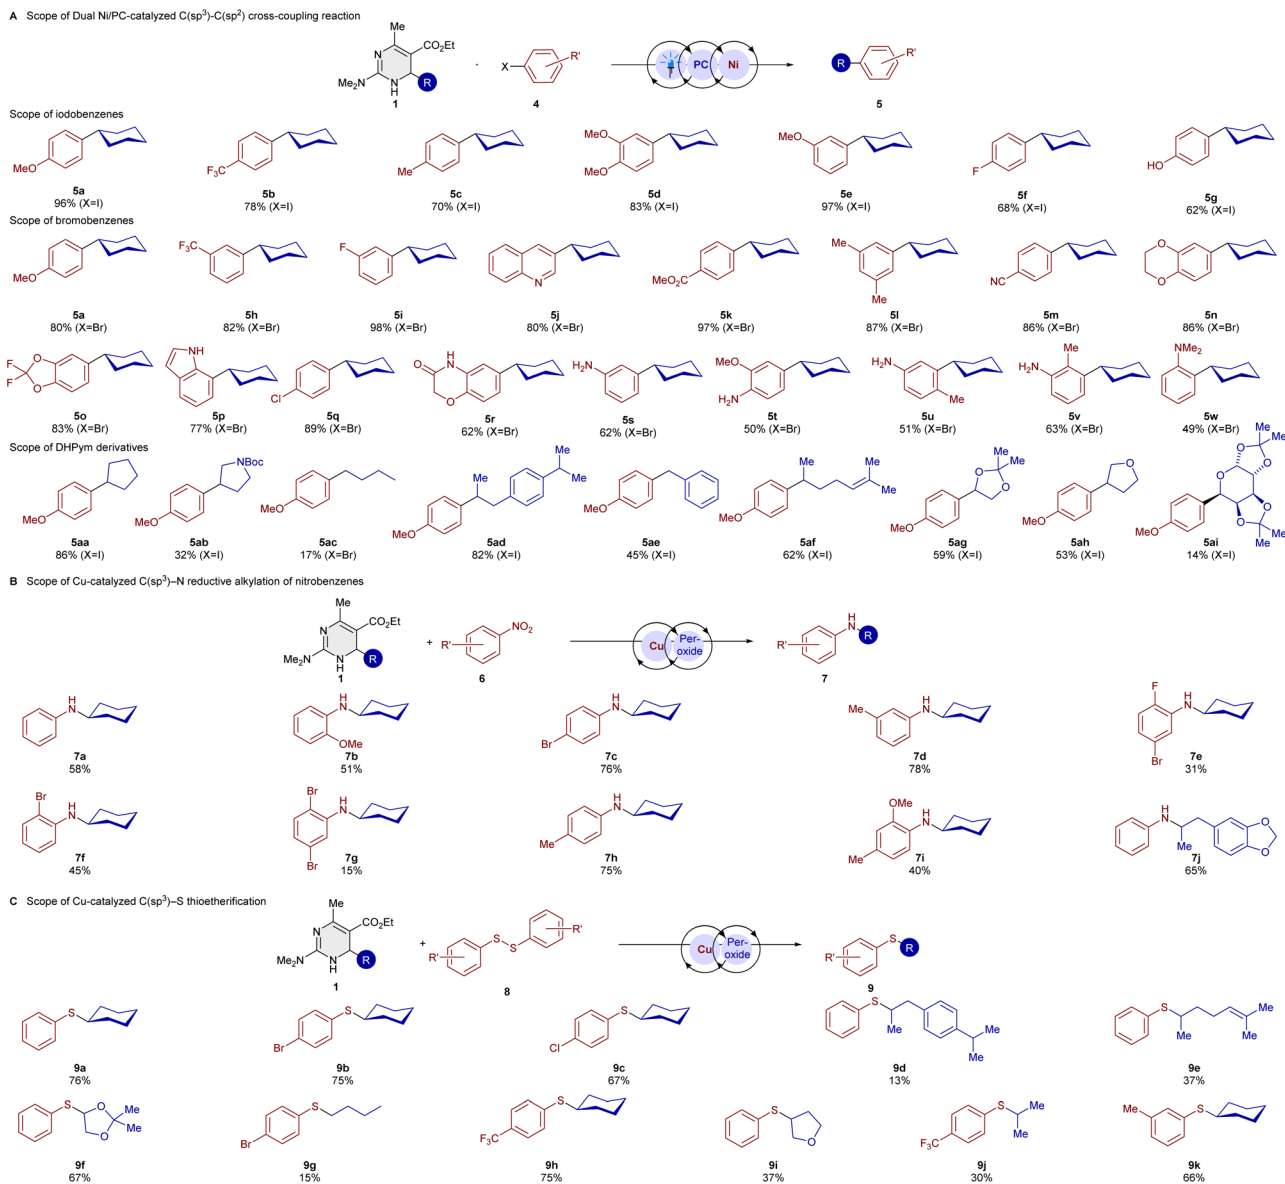 A Scope of Dual Ni/PC-catalyzed C(sp³)-C(sp²) cross-coupling reaction
Me
CO₂Et
N
Me₂N
N
H
R
1
·
X
R'
4
PC
Ni
R
R'
5
Scope of iodobenzenes
MeO
F₃C
Me
MeO
MeO
MeO
F
HO
5a 5b 5c 5d 5e 5f 5g
96% (X=I) 78% (X=I) 70% (X=I) 83% (X=I) 97% (X=I) 68% (X=I) 62% (X=I)
Scope of bromobenzenes
MeO
F₃C
F
N
MeO₂C
Me
Me
NC
O
O
5a 5h 5i 5j 5k 5l 5m 5n
80% (X=Br) 82% (X=Br) 98% (X=Br) 80% (X=Br) 97% (X=Br) 87% (X=Br) 86% (X=Br) 86% (X=Br)
F
F
O
O
NH
Cl
O
H
N
O
H₂N
MeO
H₂N
H₂N
Me
Me
H₂N
NMe₂
5o 5p 5q 5r 5s 5t 5u 5v 5w
83% (X=Br) 77% (X=Br) 89% (X=Br) 62% (X=Br) 62% (X=Br) 50% (X=Br) 51% (X=Br) 63% (X=Br) 49% (X=Br)
Scope of DHPym derivatives
MeO
NBoc
MeO
MeO
Me
Me
Me
MeO
MeO
Me
Me
Me
MeO
Me
Me
O
O
MeO
O
MeO
Me
Me
O
O
O
O
O
Me
Me
MeO
5aa 5ab 5ac 5ad 5ae 5af 5ag 5ah 5ai
86% (X=I) 32% (X=I) 17% (X=Br) 82% (X=I) 45% (X=I) 62% (X=I) 59% (X=I) 53% (X=I) 14% (X=I)
B Scope of Cu-catalyzed C(sp³)–N reductive alkylation of nitrobenzenes
Me
CO₂Et
N
Me₂N
N
H
R
1
+
R'
NO₂
6
Cu
Per-
oxide
H
N
R
R'
7
H
N
H
N
OMe
H
N
Br
H
N
Me
F
H
N
Br
7a 7b 7c 7d 7e
58% 51% 76% 78% 31%
Br
H
N
Br
H
N
Br
H
N
Me
OMe
H
N
Me
H
N
Me
O
O
7f 7g 7h 7i 7j
45% 15% 75% 40% 65%
C Scope of Cu-catalyzed C(sp³)–S thioetherification
Me
CO₂Et
N
Me₂N
N
H
R
1
+
R'
S
S
R'
8
Cu
Per-
oxide
S
R
R'
9
S
S
Br
S
Cl
S
Me
Me
Me
S
Me
Me
Me
9a 9b 9c 9d 9e
76% 75% 67% 13% 37%
S
O
O
Me
Me
S
Br
S
F₃C
S
O
S
Me
Me
F₃C
Me
S
9f 9g 9h 9i 9j 9k
67% 15% 75% 37% 30% 66%